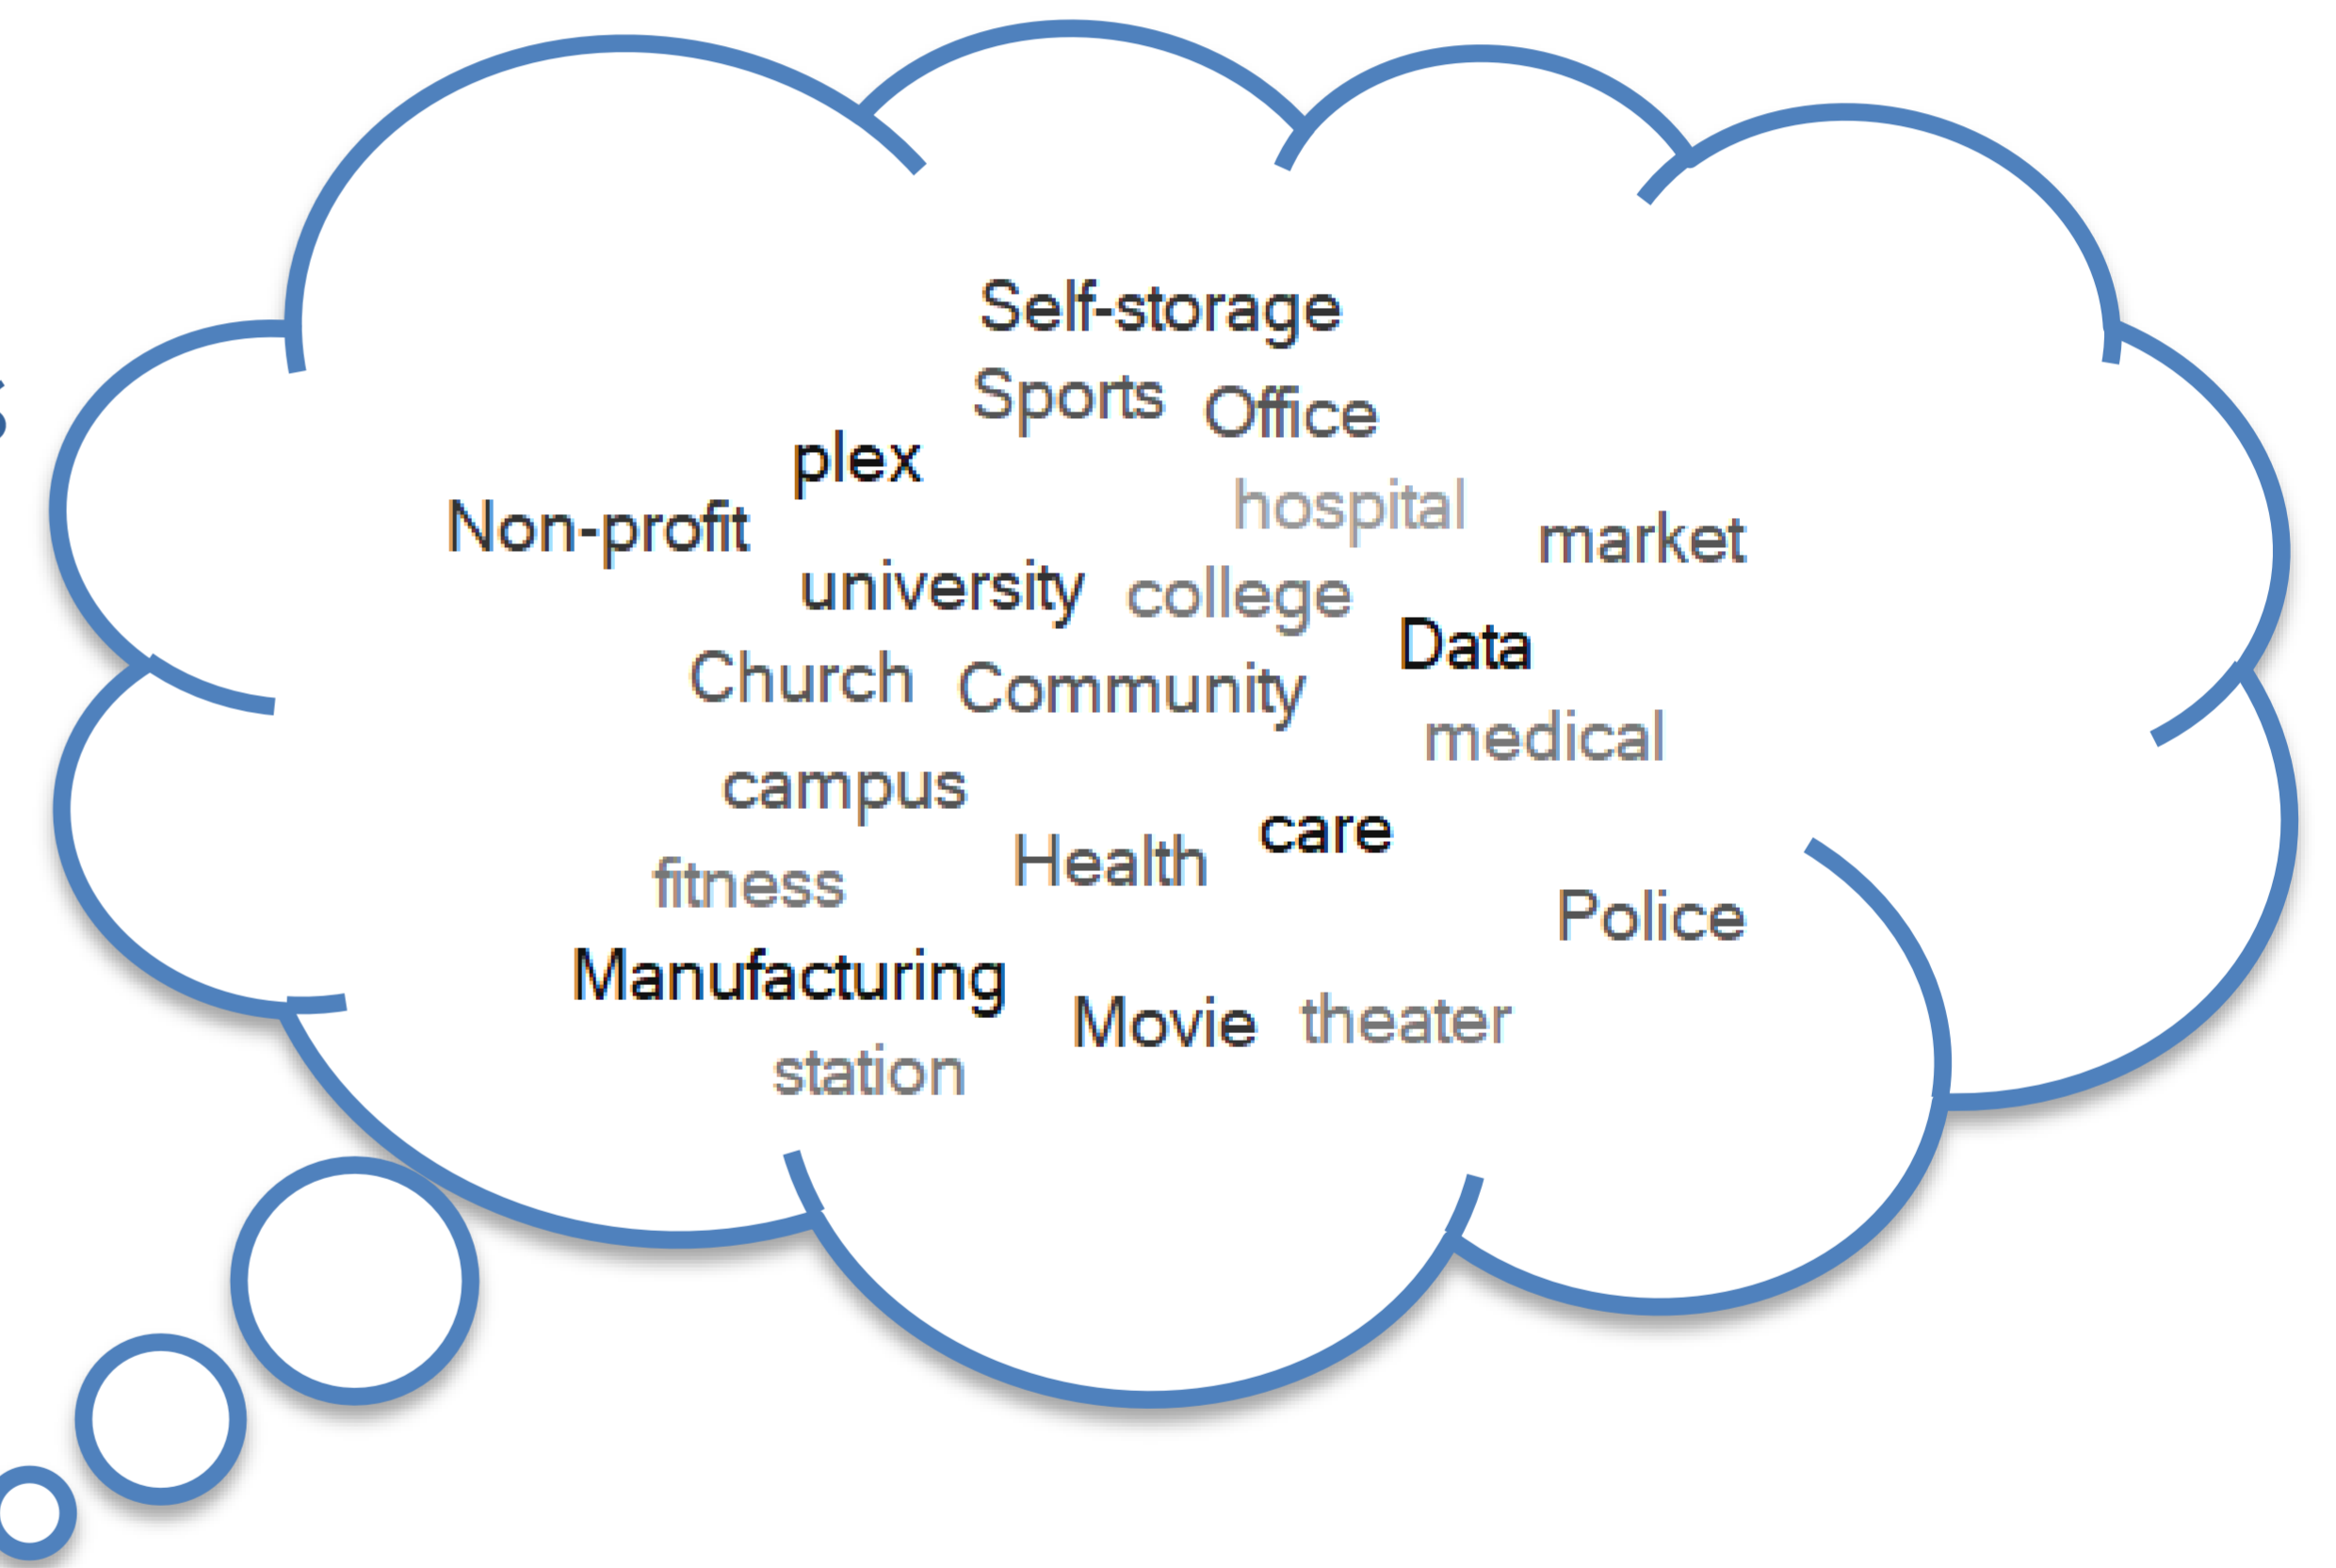 Self-storage
Sports Office
plex
Non-profit
hospital
market
university college
Data
Church Community
medical
campus
care
Health
fitness
Police
Manufacturing
Movie theater
station